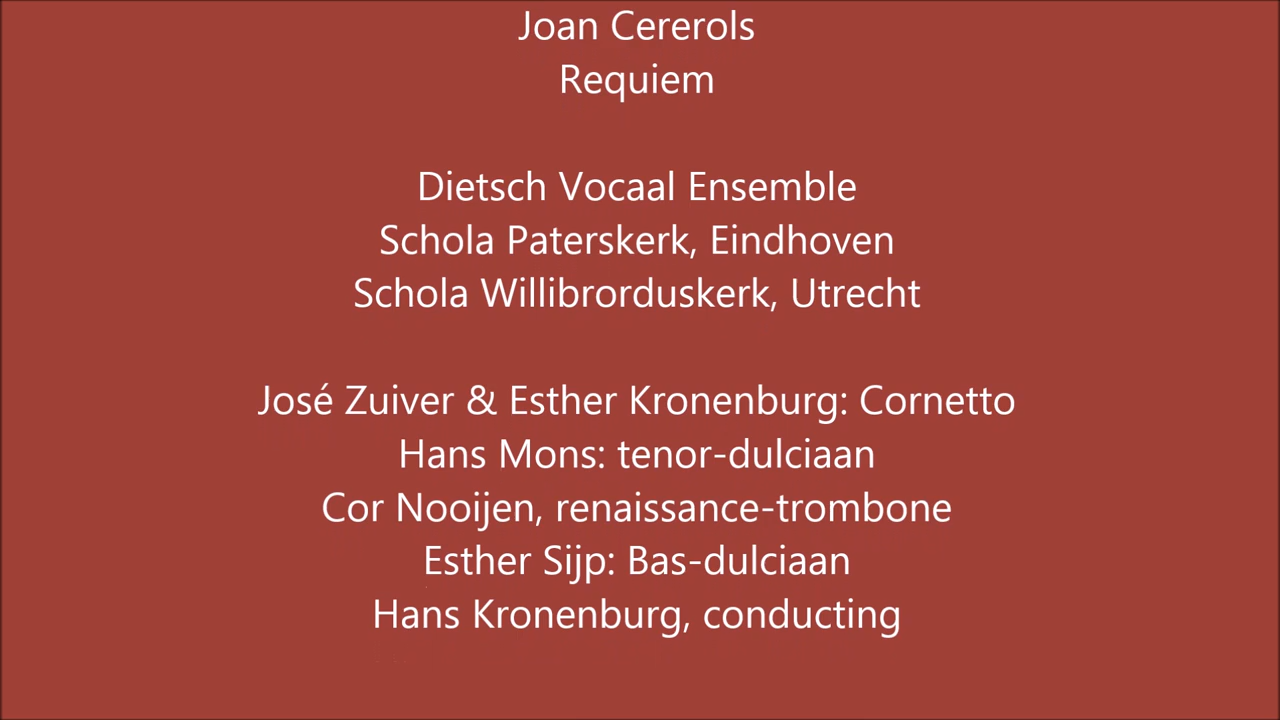 Joan Cererols
Requiem
Dietsch Vocaal Ensemble
Schola Paterskerk, Eindhoven
Schola Willibrorduskerk, Utrecht
José Zuiver & Esther Kronenburg: Cornetto
Hans Mons: tenor-dulciaan
Cor Nooijen, renaissance-trombone
Esther Sijp: Bas-dulciaan
Hans Kronenburg, conducting